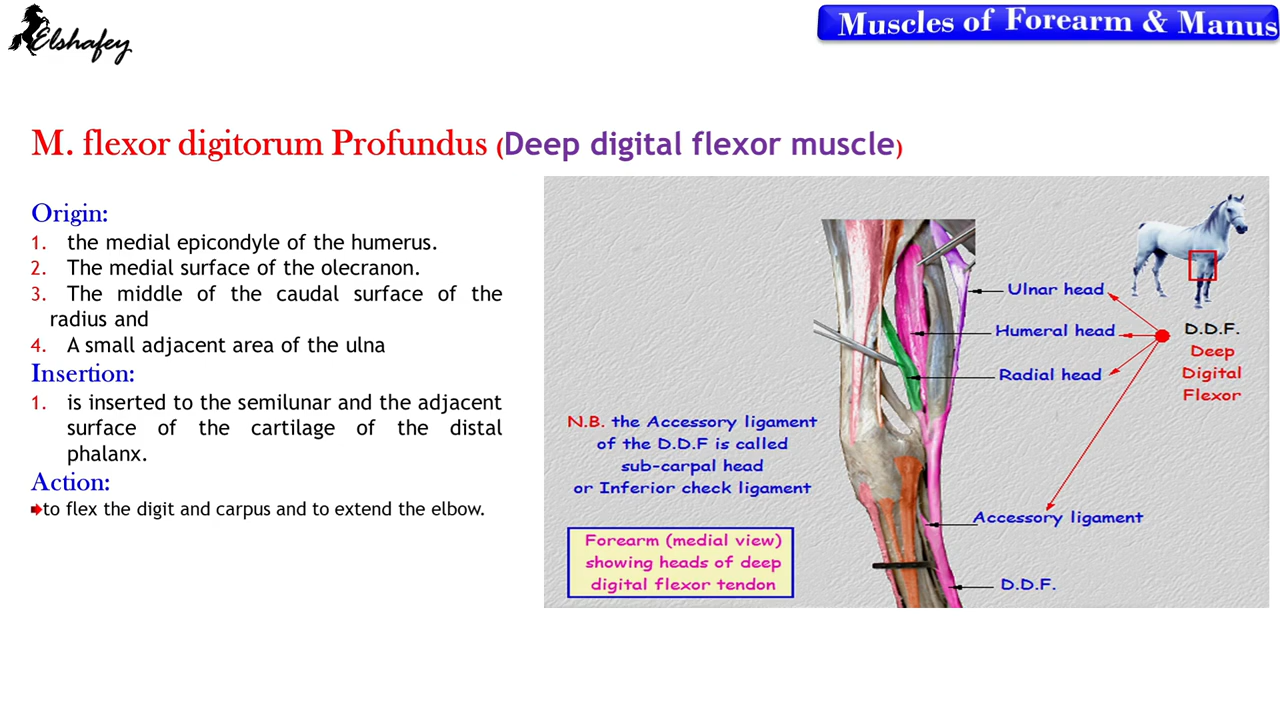 Elshafey
Muscles of Forearm & Manus
M. flexor digitorum Profundus (Deep digital flexor muscle)
Origin:
1. the medial epicondyle of the humerus.
2. The medial surface of the olecranon.
3. The middle of the caudal surface of the
radius and
4. A small adjacent area of the ulna
Insertion:
1. is inserted to the semilunar and the adjacent
surface of the cartilage of the distal
phalanx.
Action:
to flex the digit and carpus and to extend the elbow.
Ulnar head
Humeral head
Radial head
D.D.F.
Deep
Digital
Flexor
N.B. the Accessory ligament
of the D.D.F is called
sub-carpal head
or Inferior check ligament
Accessory ligament
Forearm (medial view)
showing heads of deep
digital flexor tendon
D.D.F.